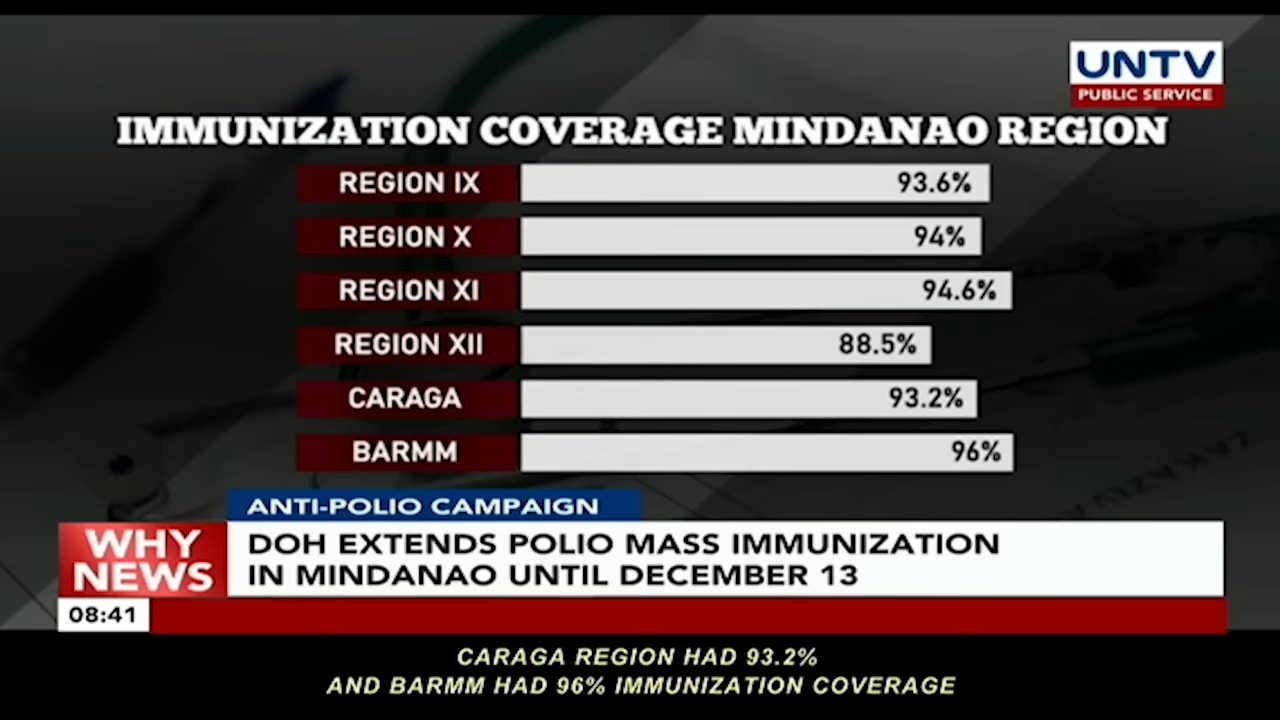 UNTV
PUBLIC SERVICE
IMMUNIZATION COVERAGE MINDANAO REGION
REGION IX 93.6%
REGION X 94%
REGION XI 94.6%
REGION XII 88.5%
CARAGA 93.2%
BARMM 96%
ANTI-POLIO CAMPAIGN
WHY NEWS
DOH EXTENDS POLIO MASS IMMUNIZATION
IN MINDANAO UNTIL DECEMBER 13
08:41
CARAGA REGION HAD 93.2%
AND BARMM HAD 96% IMMUNIZATION COVERAGE